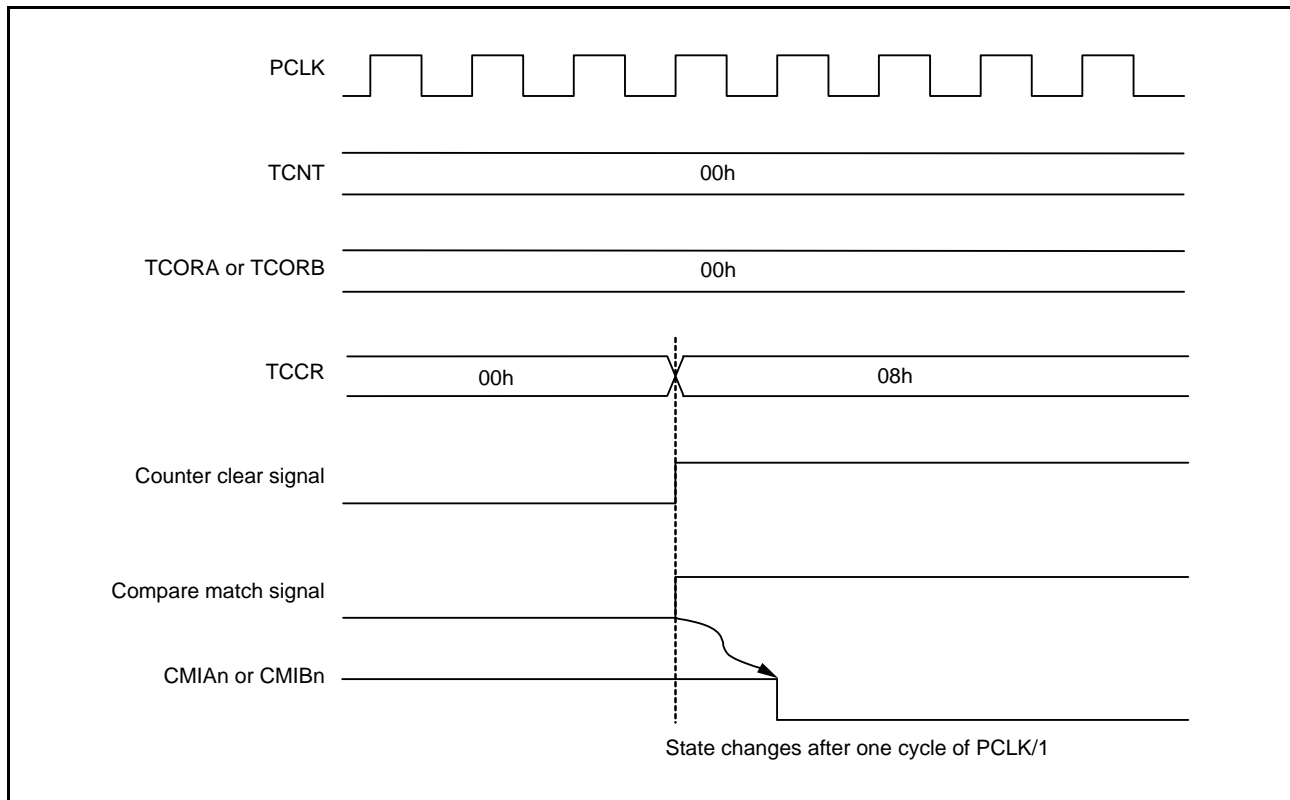 PCLK
TCNT
00h
TCORA or TCORB
00h
TCCR
00h
08h
Counter clear signal
Compare match signal
CMIAn or CMIBn
State changes after one cycle of PCLK/1